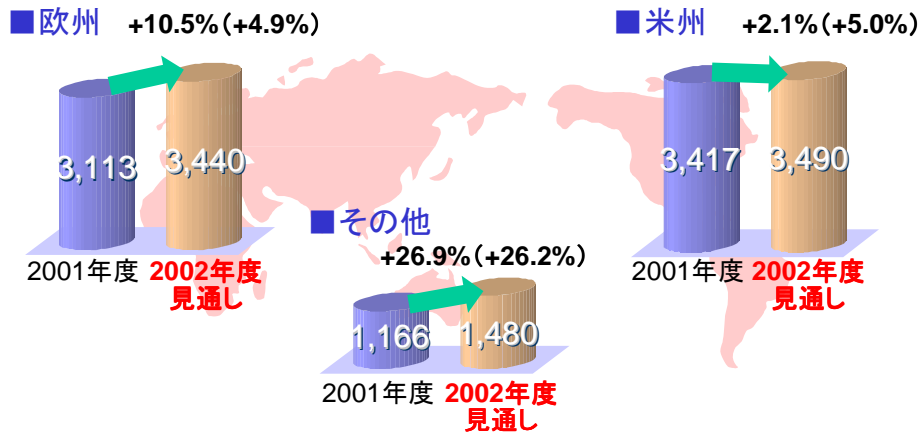 ■欧州 +10.5%(+4.9%)
3,113 3,440
2001年度 2002年度
見通し
■米州 +2.1%(+5.0%)
3,417 3,490
2001年度 2002年度
見通し
■その他
+26.9%(+26.2%)
1,166 1,480
2001年度 2002年度
見通し